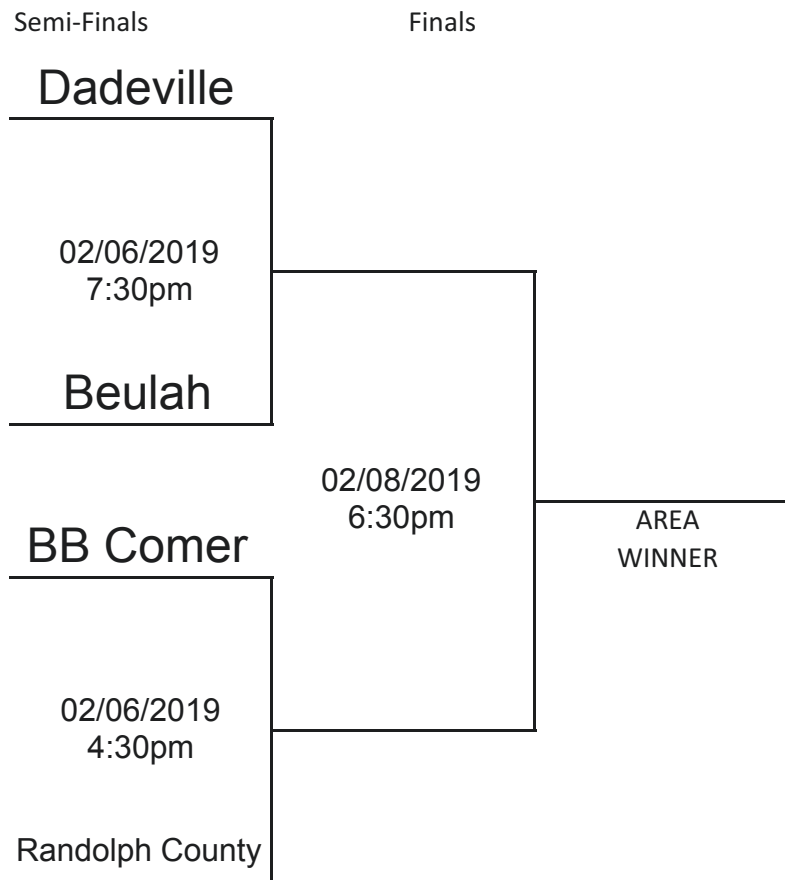 Semi-Finals
Finals
Dadeville
02/06/2019
7:30pm
Beulah
02/08/2019
6:30pm
AREA
WINNER
BB Comer
02/06/2019
4:30pm
Randolph County